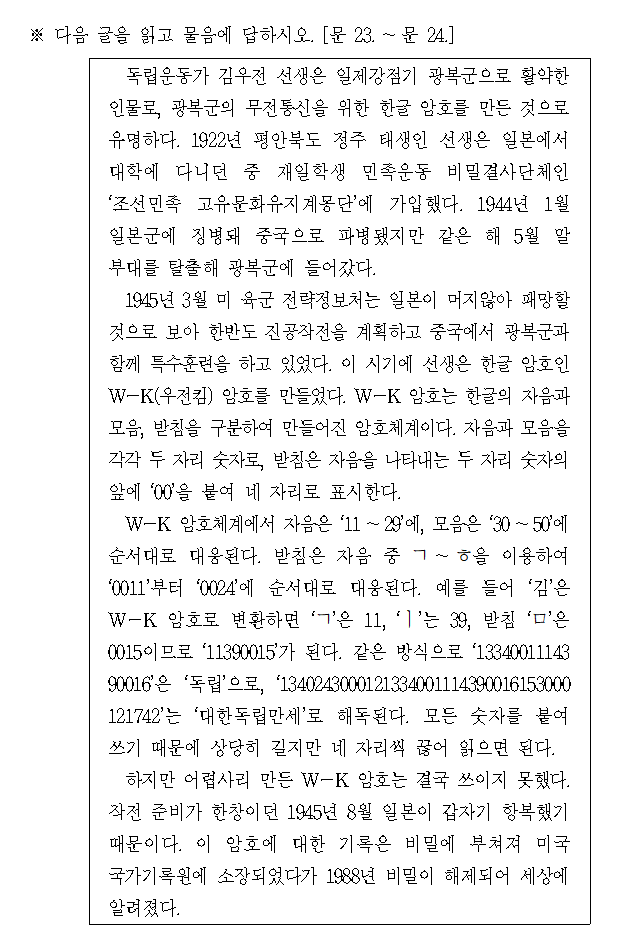 ※ 다음 글을 읽고 물음에 답하시오. [문 23. ~ 문 24.]
독립운동가 김우전 선생은 일제강점기 광복군으로 활약한
인물로, 광복군의 무전통신을 위한 한글 암호를 만든 것으로
유명하다. 1922년 평안북도 정주 태생인 선생은 일본에서
대학에 다니던 중 재일학생 민족운동 비밀결사단체인
‘조선민족 고유문화유지계몽단’에 가입했다. 1944년 1월
일본군에 징병돼 중국으로 파병됐지만 같은 해 5월 말
부대를 탈출해 광복군에 들어갔다.
1945년 3월 미 육군 전략정보처는 일본이 머지않아 패망할
것으로 보아 한반도 진공작전을 계획하고 중국에서 광복군과
함께 특수훈련을 하고 있었다. 이 시기에 선생은 한글 암호인
W-K(우전킴) 암호를 만들었다. W-K 암호는 한글의 자음과
모음, 받침을 구분하여 만들어진 암호체계이다. 자음과 모음을
각각 두 자리 숫자로, 받침은 자음을 나타내는 두 자리 숫자의
앞에 ‘00’을 붙여 네 자리로 표시한다.
W-K 암호체계에서 자음은 ‘11~29’에, 모음은 ‘30~50’에
순서대로 대응된다. 받침은 자음 중 ㄱ~ㅎ을 이용하여
‘0011’부터 ‘0024’에 순서대로 대응된다. 예를 들어 ‘김’은
W-K 암호로 변환하면 ‘ㄱ’은 11, ‘ㅣ’는 39, 받침 ‘ㅁ’은
0015이므로 ‘11390015’가 된다. 같은 방식으로 ‘13340011143
90016’은 ‘독립’으로, ‘134024300012133400111439001615 3000
121742’는 ‘대한독립만세’로 해독된다. 모든 숫자를 붙여
쓰기 때문에 상당히 길지만 네 자리씩 끊어 읽으면 된다.
하지만 어렵사리 만든 W-K 암호는 결국 쓰이지 못했다.
작전 준비가 한창이던 1945년 8월 일본이 갑자기 항복했기
때문이다. 이 암호에 대한 기록은 비밀에 부쳐져 미국
국가기록원에 소장되었다가 1988년 비밀이 해제되어 세상에
알려졌다.